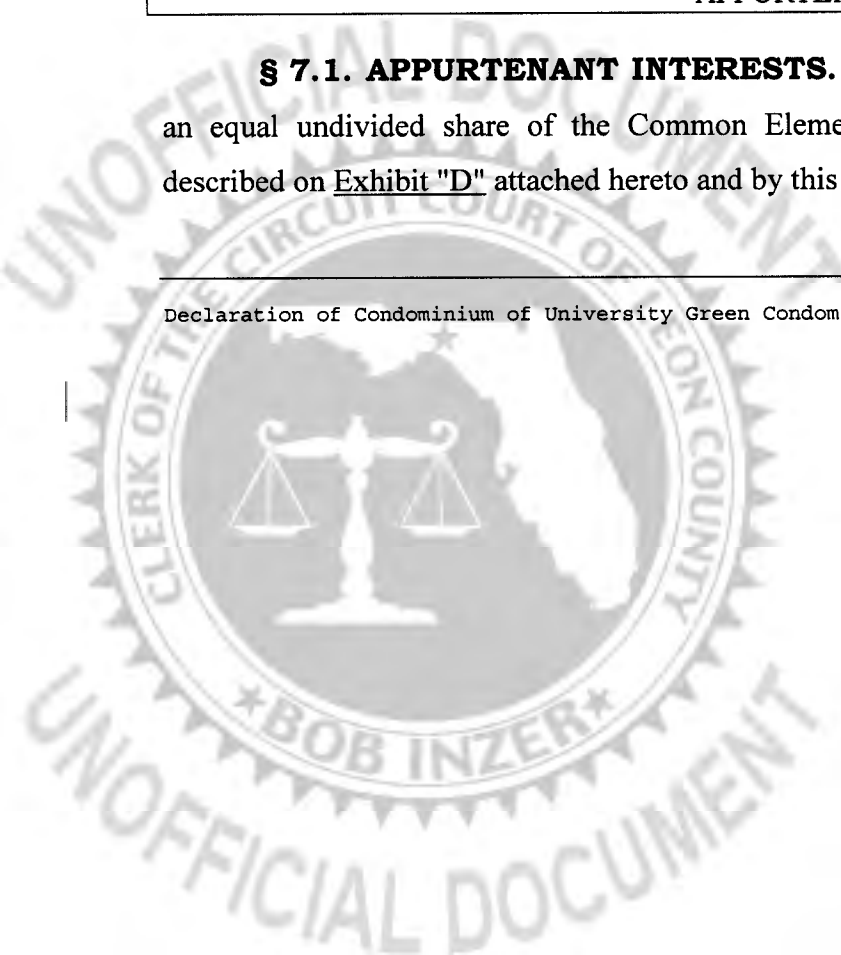 § 7.1. APPURTENANT INTERESTS.
an equal undivided share of the Common Eleme
described on Exhibit "D" attached hereto and by this
Declaration of Condominium of University Green Condom
UNOFFICIAL DOCUMENT
CLERK OF THE CIRCUIT COURT OF LEON COUNTY
★BOB INZER★
UNOFFICIAL DOCUMENT